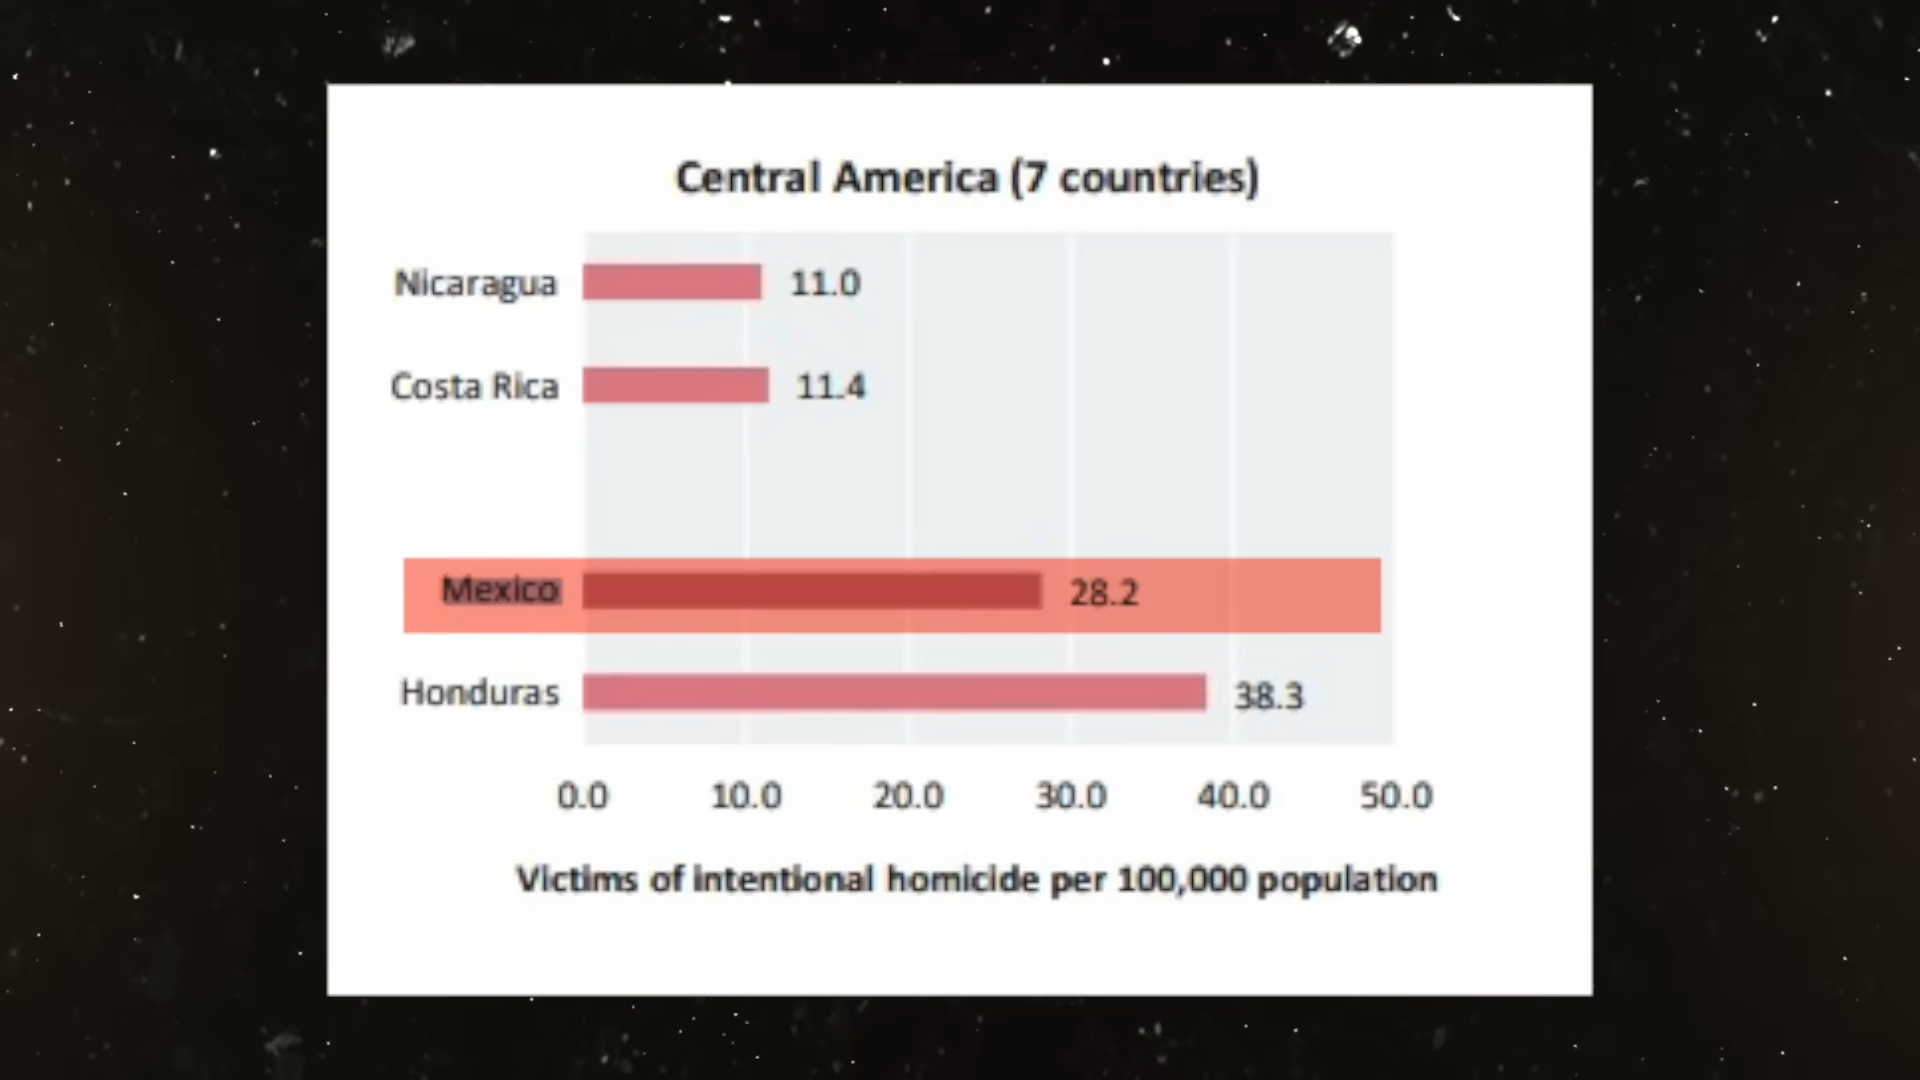 Central America (7 countries)
Nicaragua 11.0
Costa Rica 11.4
Mexico 28.2
Honduras 38.3
0.0 10.0 20.0 30.0 40.0 50.0
Victims of intentional homicide per 100,000 population